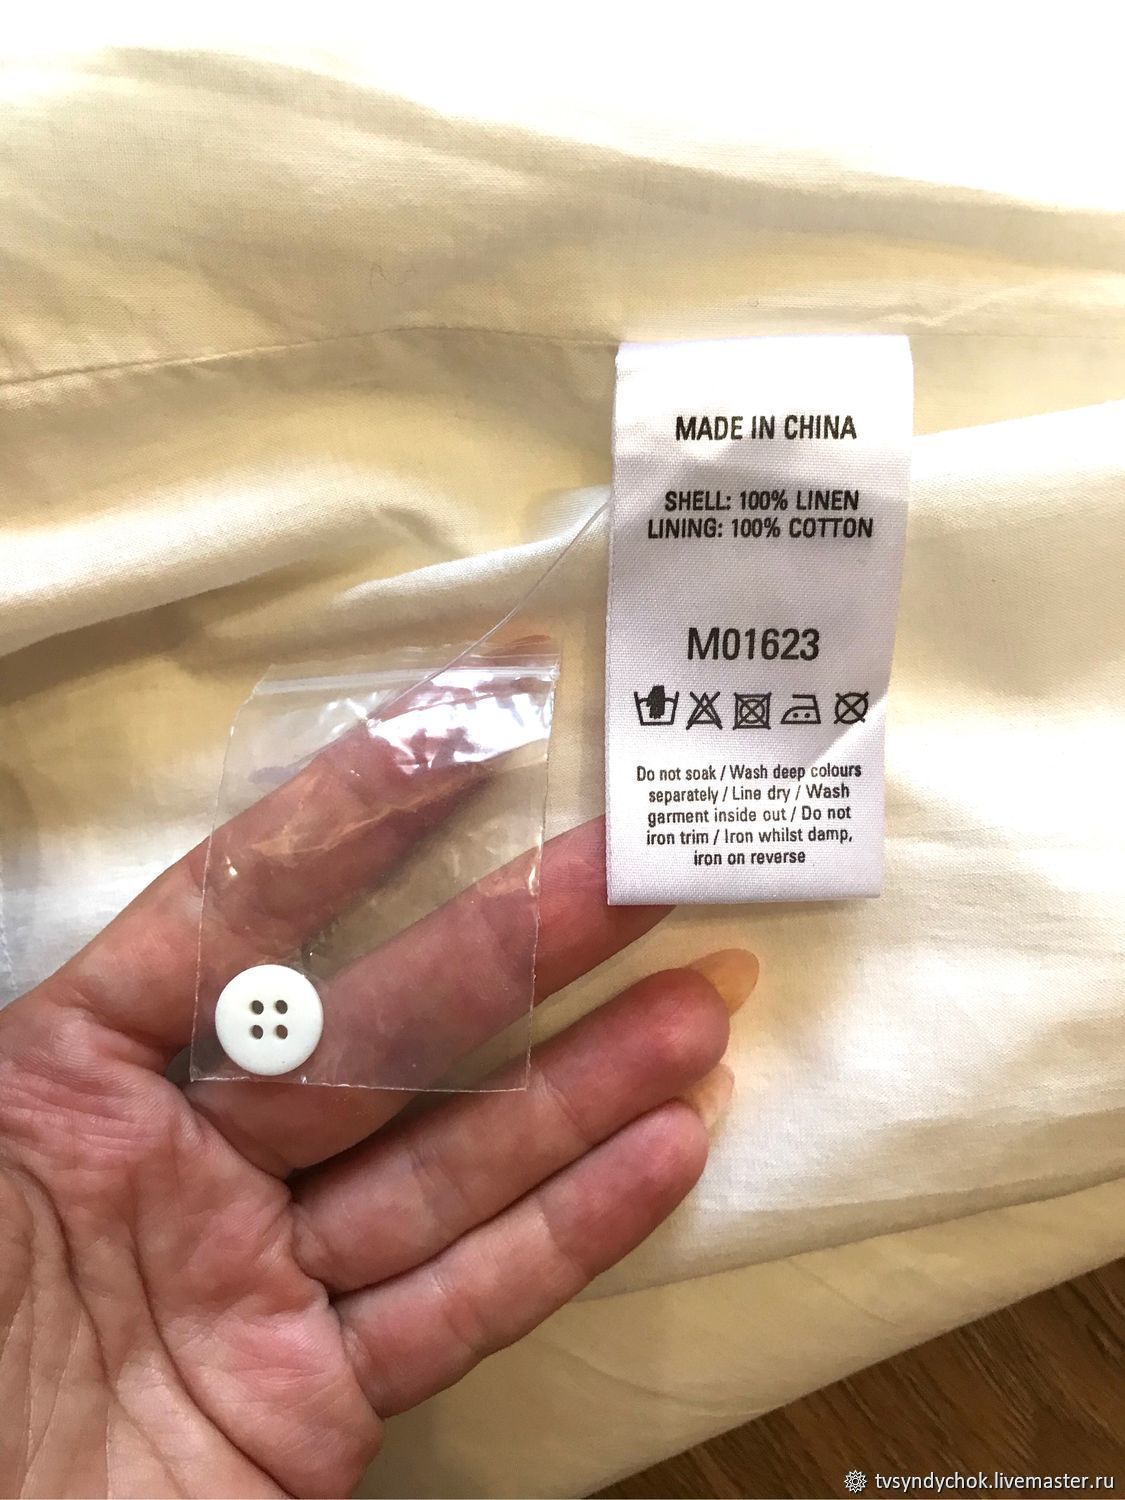 MADE IN CHINA
SHELL: 100% LINEN
LINING: 100% COTTON
M01623
Do not soak / Wash deep colours
separately / Line dry / Wash
garment inside out / Do not
iron trim / Iron whilst damp,
iron on reverse
tvsyndychok.livemaster.ru